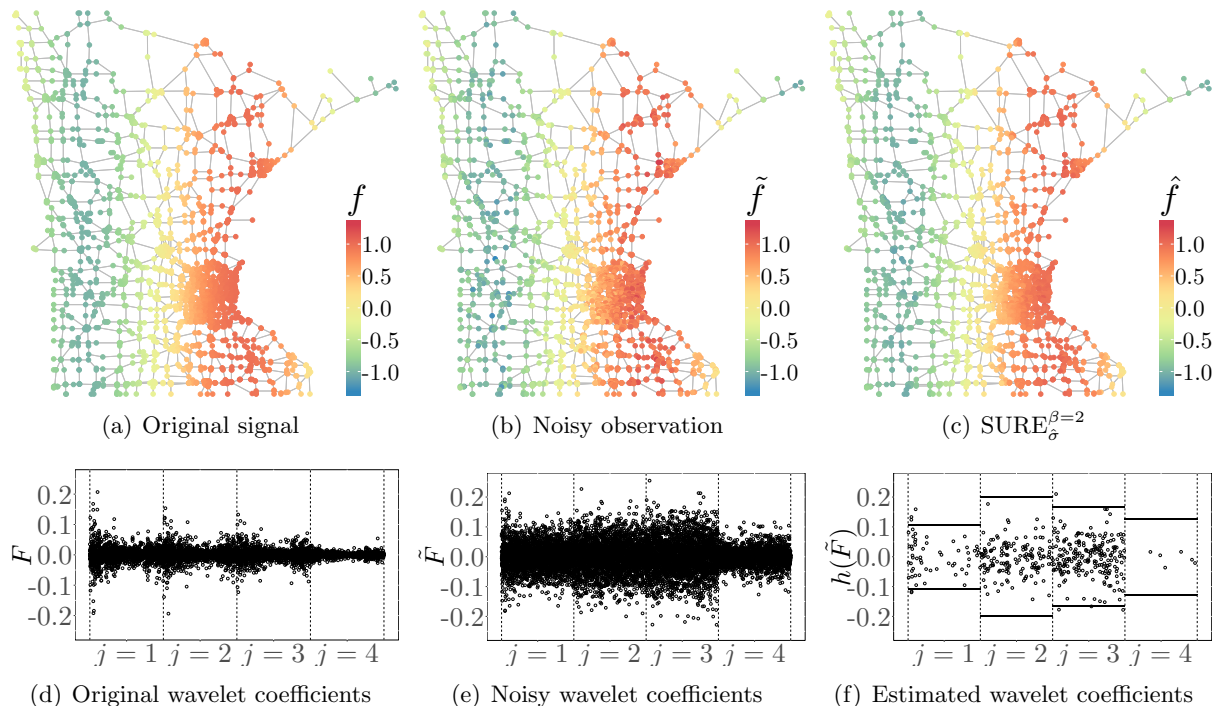 f
1.0
0.5
0.0
-0.5
-1.0
(a) Original signal
f̃
1.0
0.5
0.0
-0.5
-1.0
(b) Noisy observation
f̂
1.0
0.5
0.0
-0.5
-1.0
(c) SURE^{β=2}_{σ̂}
F
0.2
0.1
0.0
-0.1
-0.2
j = 1 j = 2 j = 3 j = 4
(d) Original wavelet coefficients
F̃
0.2
0.1
0.0
-0.1
-0.2
j = 1 j = 2 j = 3 j = 4
(e) Noisy wavelet coefficients
h(F̃)
0.2
0.1
0.0
-0.1
-0.2
j = 1 j = 2 j = 3 j = 4
(f) Estimated wavelet coefficients